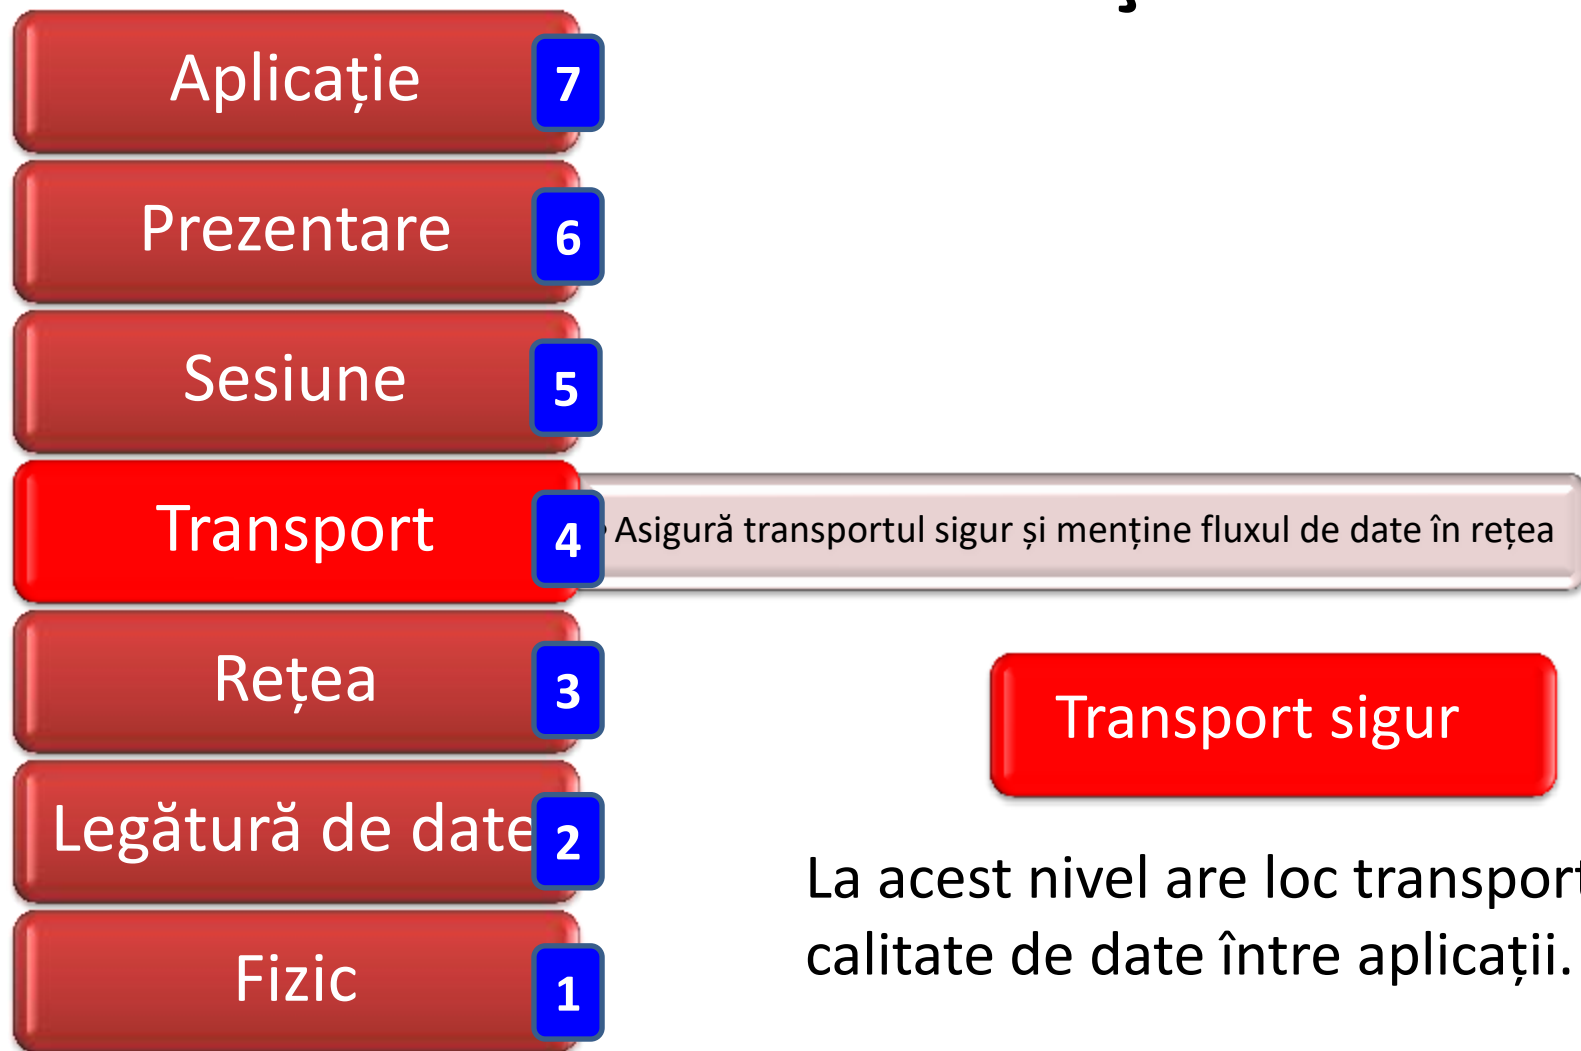 Aplicație
7
Prezentare
6
Sesiune
5
Transport
4
Asigură transportul sigur și menține fluxul de date în rețea
Rețea
3
Transport sigur
Legătură de date
2
La acest nivel are loc transport
calitate de date între aplicații.
Fizic
1